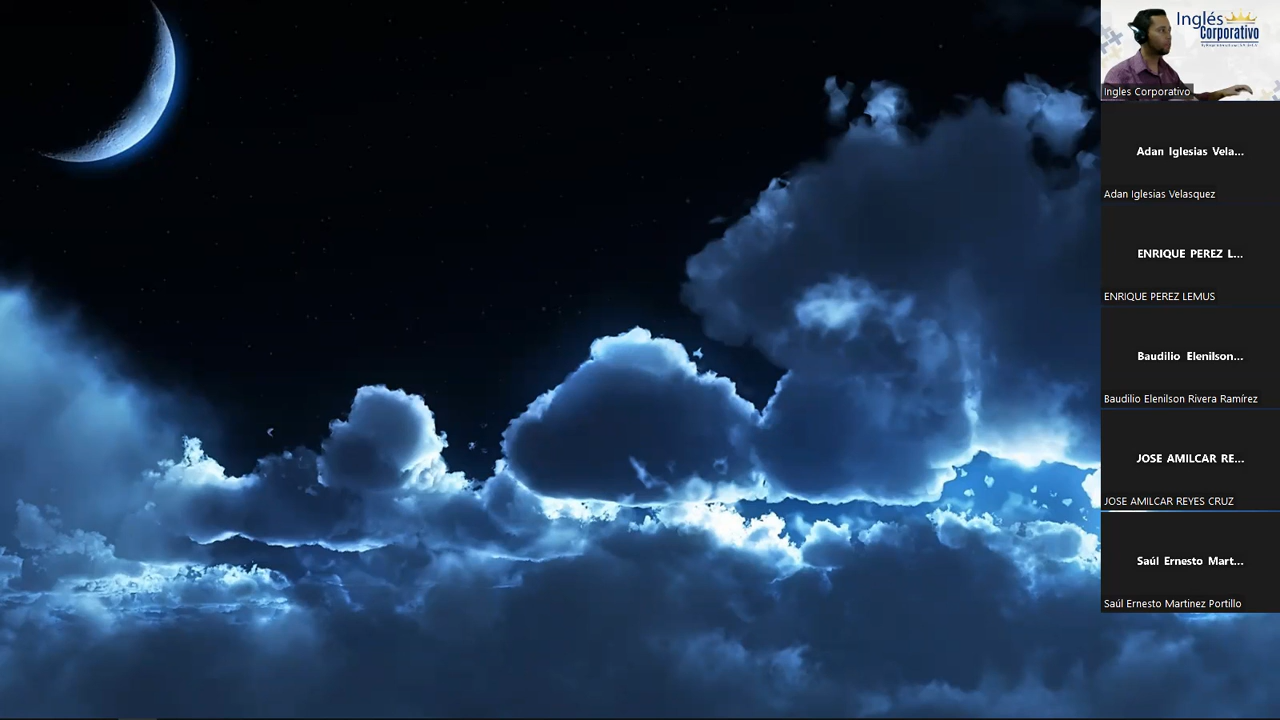 Inglés
Corporativo
Ingles Corporativo
Adan Iglesias Vela...
Adan Iglesias Velasquez
ENRIQUE PEREZ L...
ENRIQUE PEREZ LEMUS
Baudilio Elenilson...
Baudilio Elenilson Rivera Ramírez
JOSE AMILCAR RE...
JOSE AMILCAR REYES CRUZ
Saúl Ernesto Mart...
Saúl Ernesto Martinez Portillo